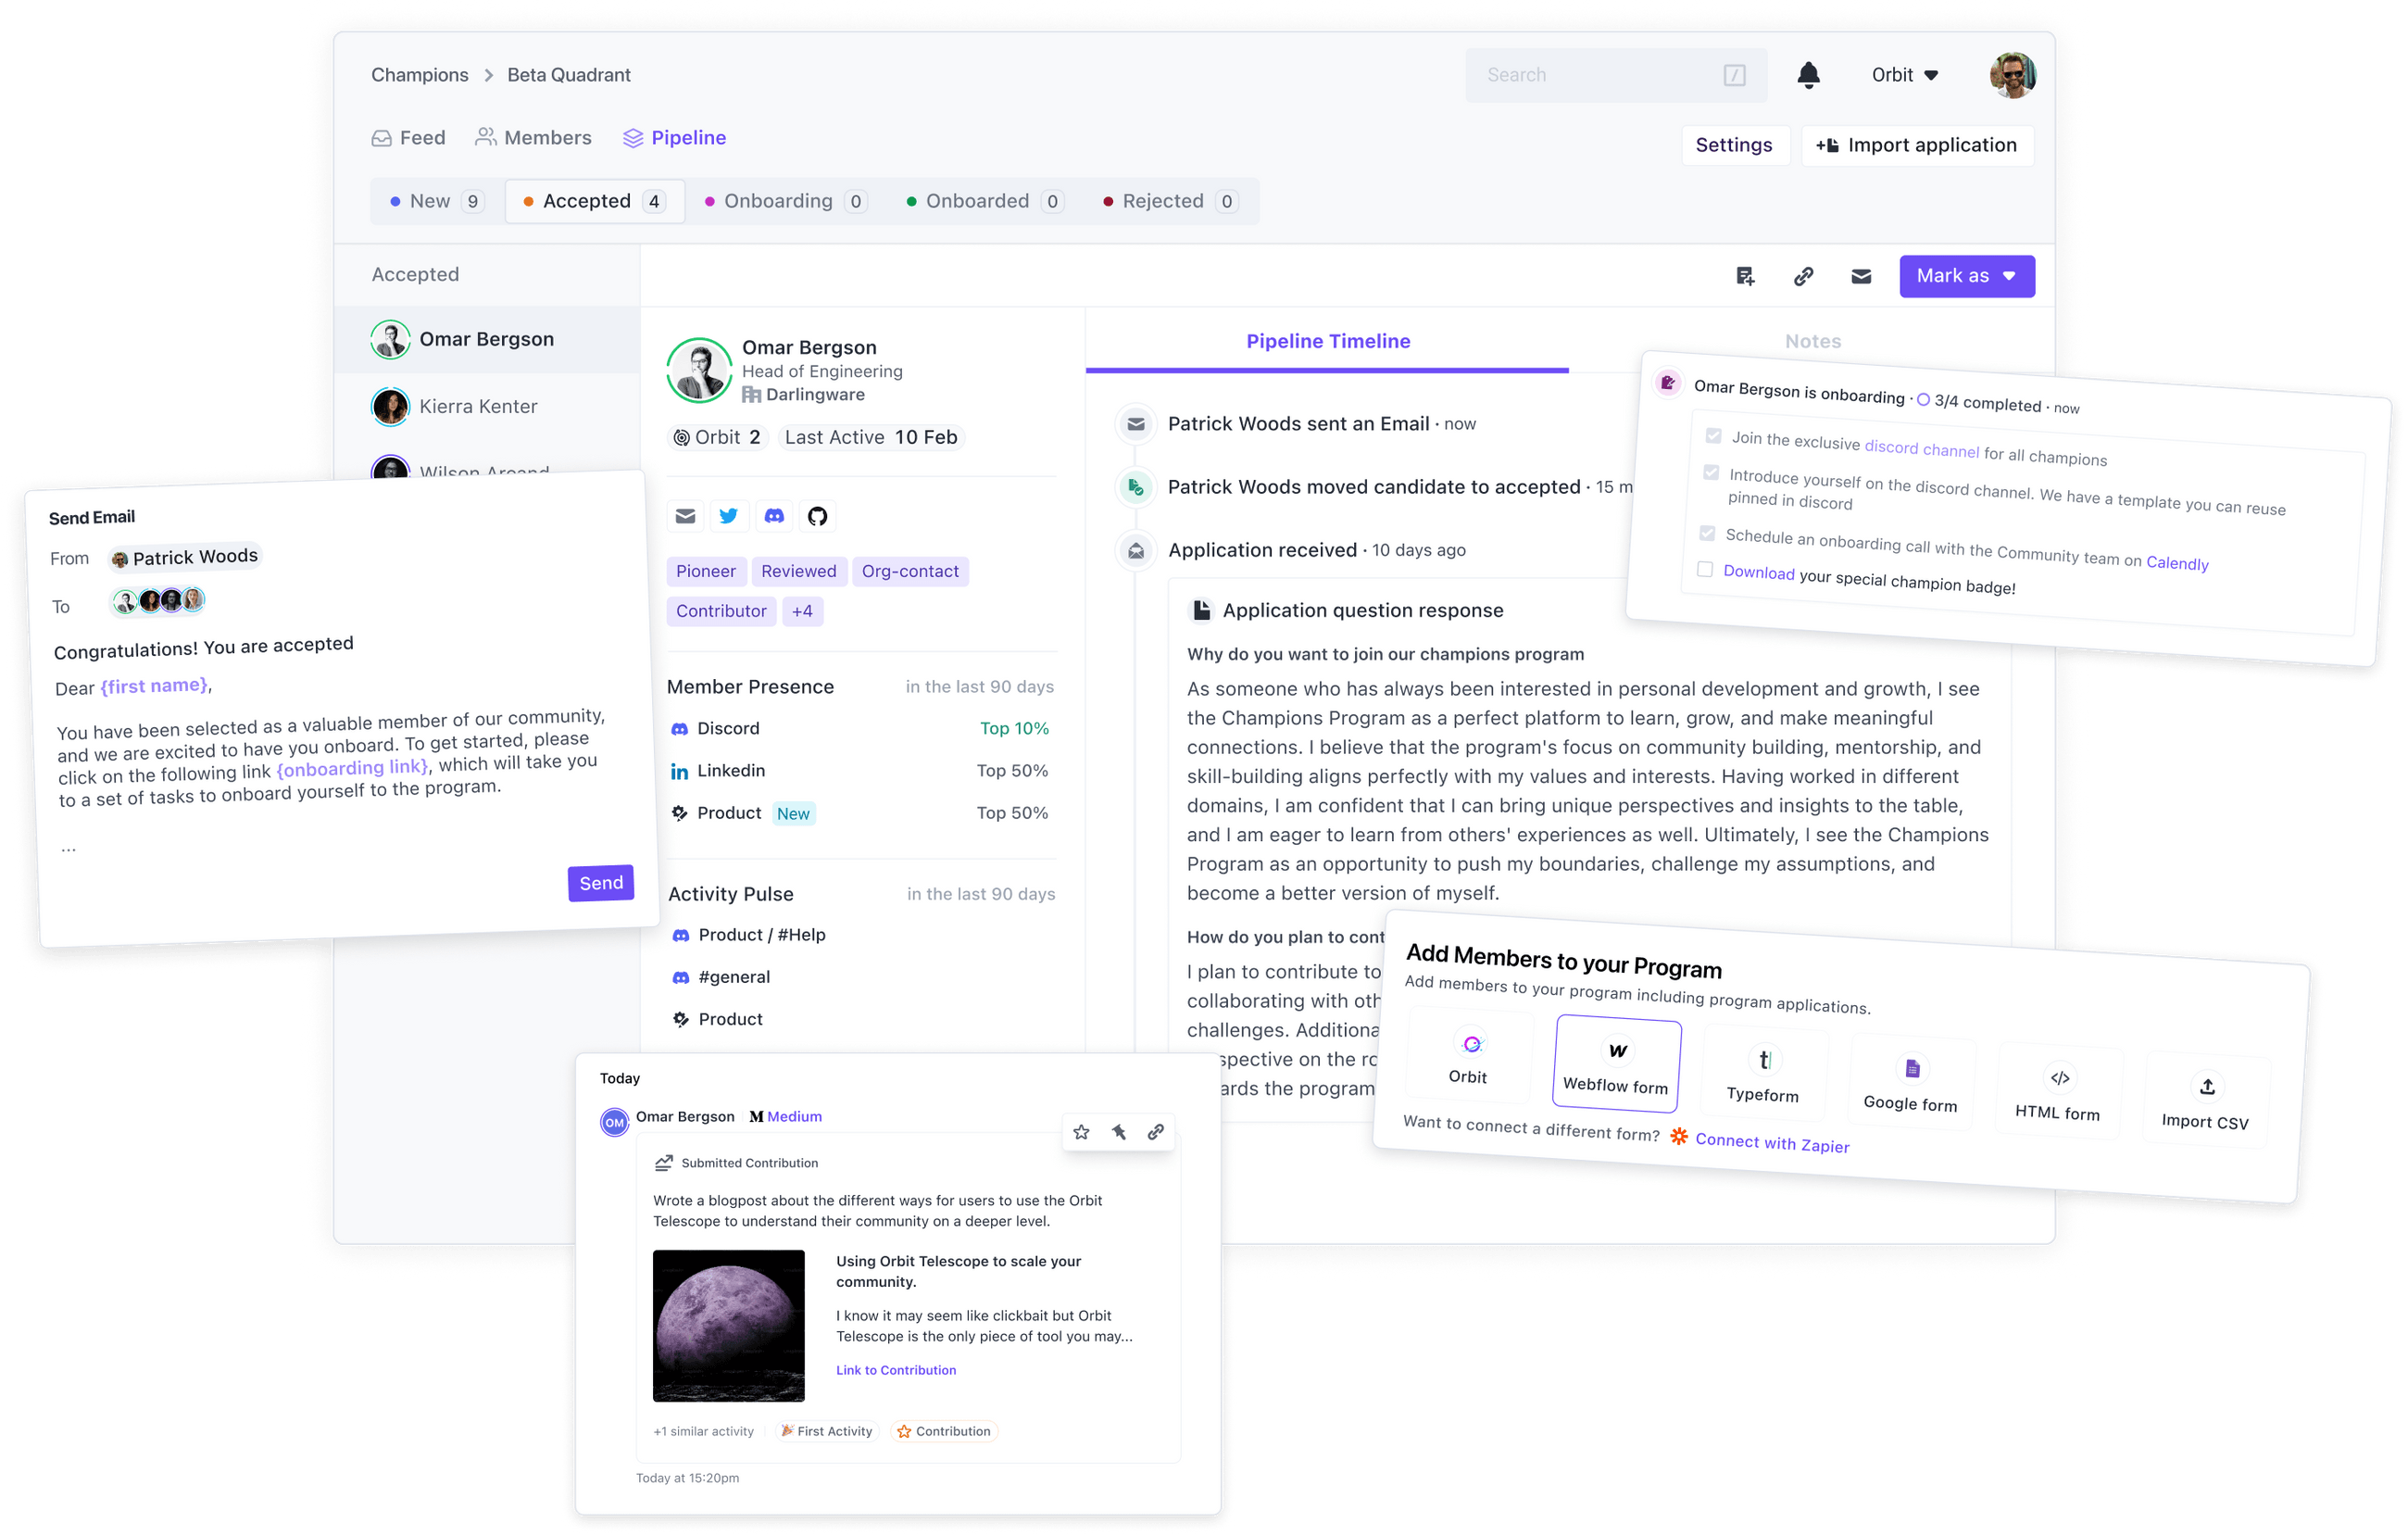 Champions > Beta Quadrant
Search
/
Orbit
Feed
Members
Pipeline
Settings
Import application
New 9
Accepted 4
Onboarding 0
Onboarded 0
Rejected 0
Accepted
Mark as
Omar Bergson
Kierra Kenter
Omar Bergson
Head of Engineering
Darlingware
Orbit 2
Last Active 10 Feb
Pioneer
Reviewed
Org-contact
Contributor
+4
Member Presence
in the last 90 days
Discord
Top 10%
Linkedin
Top 50%
Product New
Top 50%
Activity Pulse
in the last 90 days
Product / #Help
#general
Product
Pipeline Timeline
Notes
Patrick Woods sent an Email · now
Patrick Woods moved candidate to accepted · 15 m
Application received · 10 days ago
Application question response
Why do you want to join our champions program
As someone who has always been interested in personal development and growth, I see
the Champions Program as a perfect platform to learn, grow, and make meaningful
connections. I believe that the program's focus on community building, mentorship, and
skill-building aligns perfectly with my values and interests. Having worked in different
domains, I am confident that I can bring unique perspectives and insights to the table,
and I am eager to learn from others' experiences as well. Ultimately, I see the Champions
Program as an opportunity to push my boundaries, challenge my assumptions, and
become a better version of myself.
How do you plan to cont
I plan to contribute to
collaborating with oth
challenges. Additiona
spective on the ro
ards the program
Omar Bergson is onboarding · 3/4 completed · now
Join the exclusive discord channel for all champions
Introduce yourself on the discord channel. We have a template you can reuse
pinned in discord
Schedule an onboarding call with the Community team on Calendly
Download your special champion badge!
Send Email
From Patrick Woods
To
Congratulations! You are accepted
Dear {first name},
You have been selected as a valuable member of our community,
and we are excited to have you onboard. To get started, please
click on the following link {onboarding link}, which will take you
to a set of tasks to onboard yourself to the program.
...
Send
Add Members to your Program
Add members to your program including program applications.
Orbit
Webflow form
Typeform
Google form
HTML form
Import CSV
Want to connect a different form? Connect with Zapier
Today
OM
Omar Bergson
Medium
Submitted Contribution
Wrote a blogpost about the different ways for users to use the Orbit
Telescope to understand their community on a deeper level.
Using Orbit Telescope to scale your
community.
I know it may seem like clickbait but Orbit
Telescope is the only piece of tool you may...
Link to Contribution
+1 similar activity
First Activity
Contribution
Today at 15:20pm